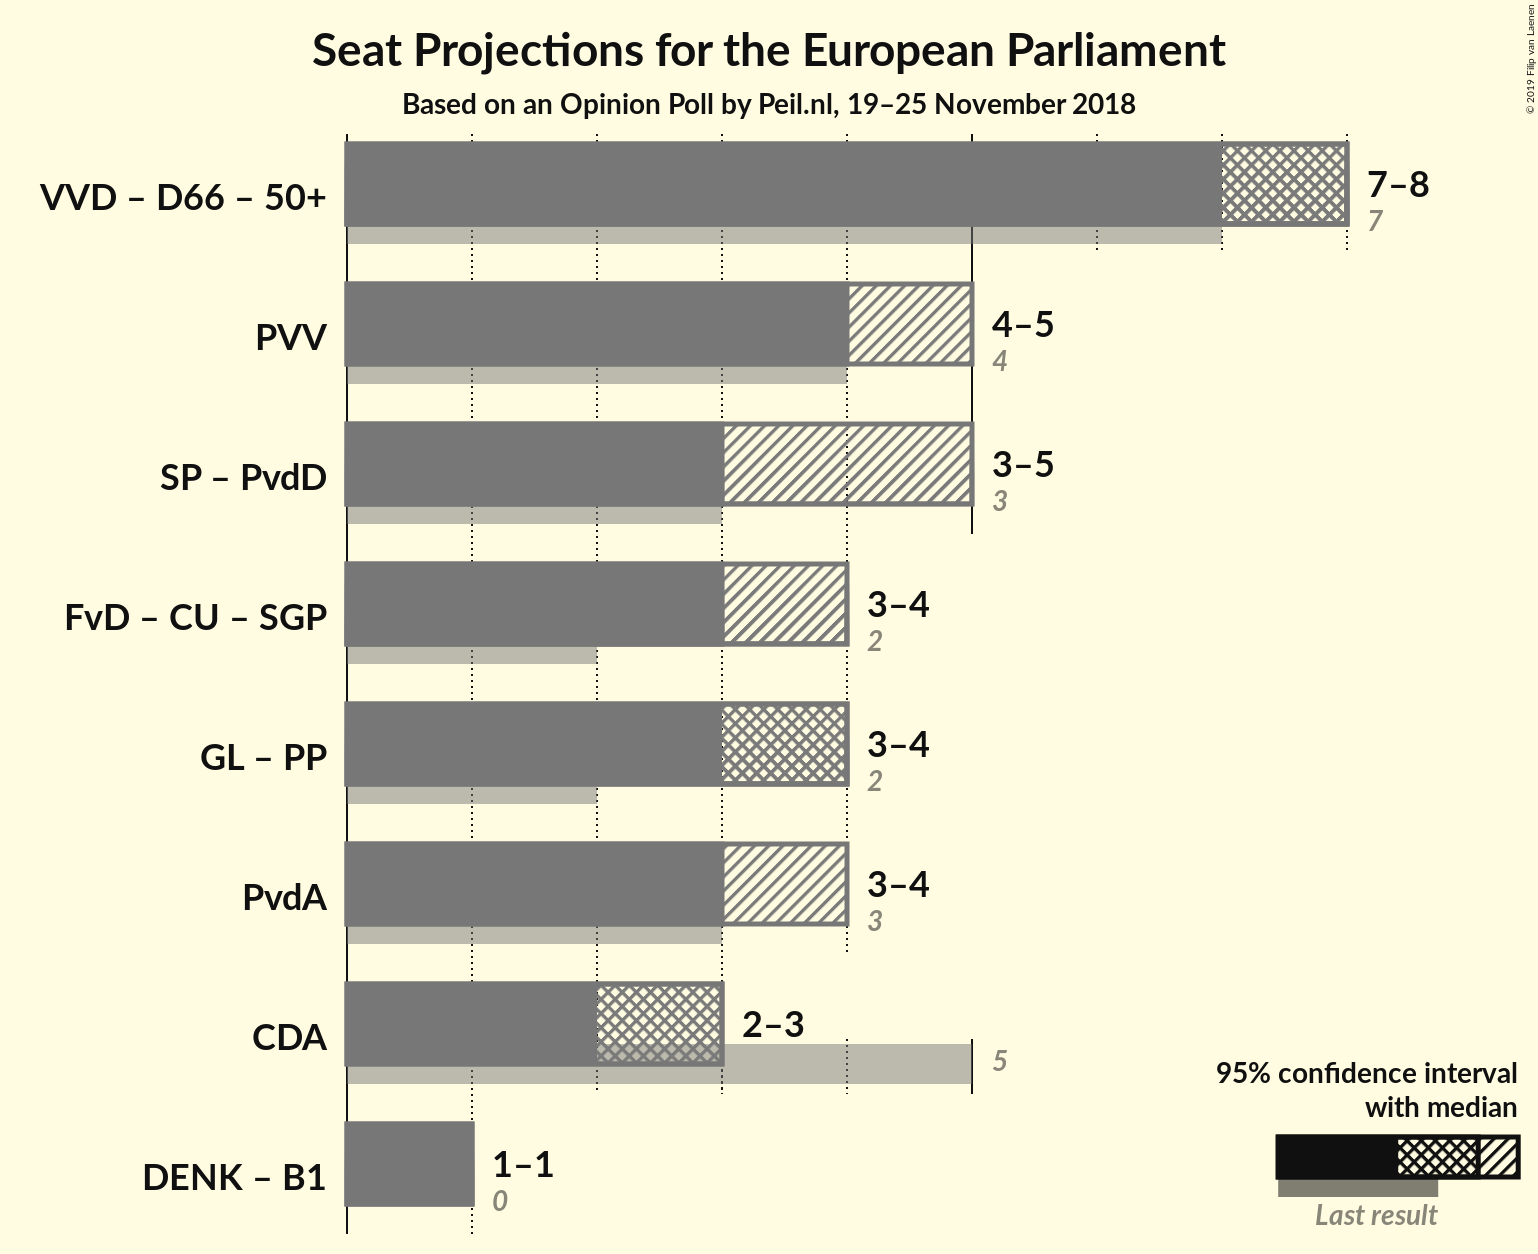 Seat Projections for the European Parliament
Based on an Opinion Poll by Peil.nl, 19–25 November 2018
© 2019 Filip van Laenen
VVD – D66 – 50+
7–8
7
PVV
4–5
4
SP – PvdD
3–5
3
FvD – CU – SGP
3–4
2
GL – PP
3–4
2
PvdA
3–4
3
CDA
2–3
5
DENK – B1
1–1
0
95% confidence interval
with median
Last result